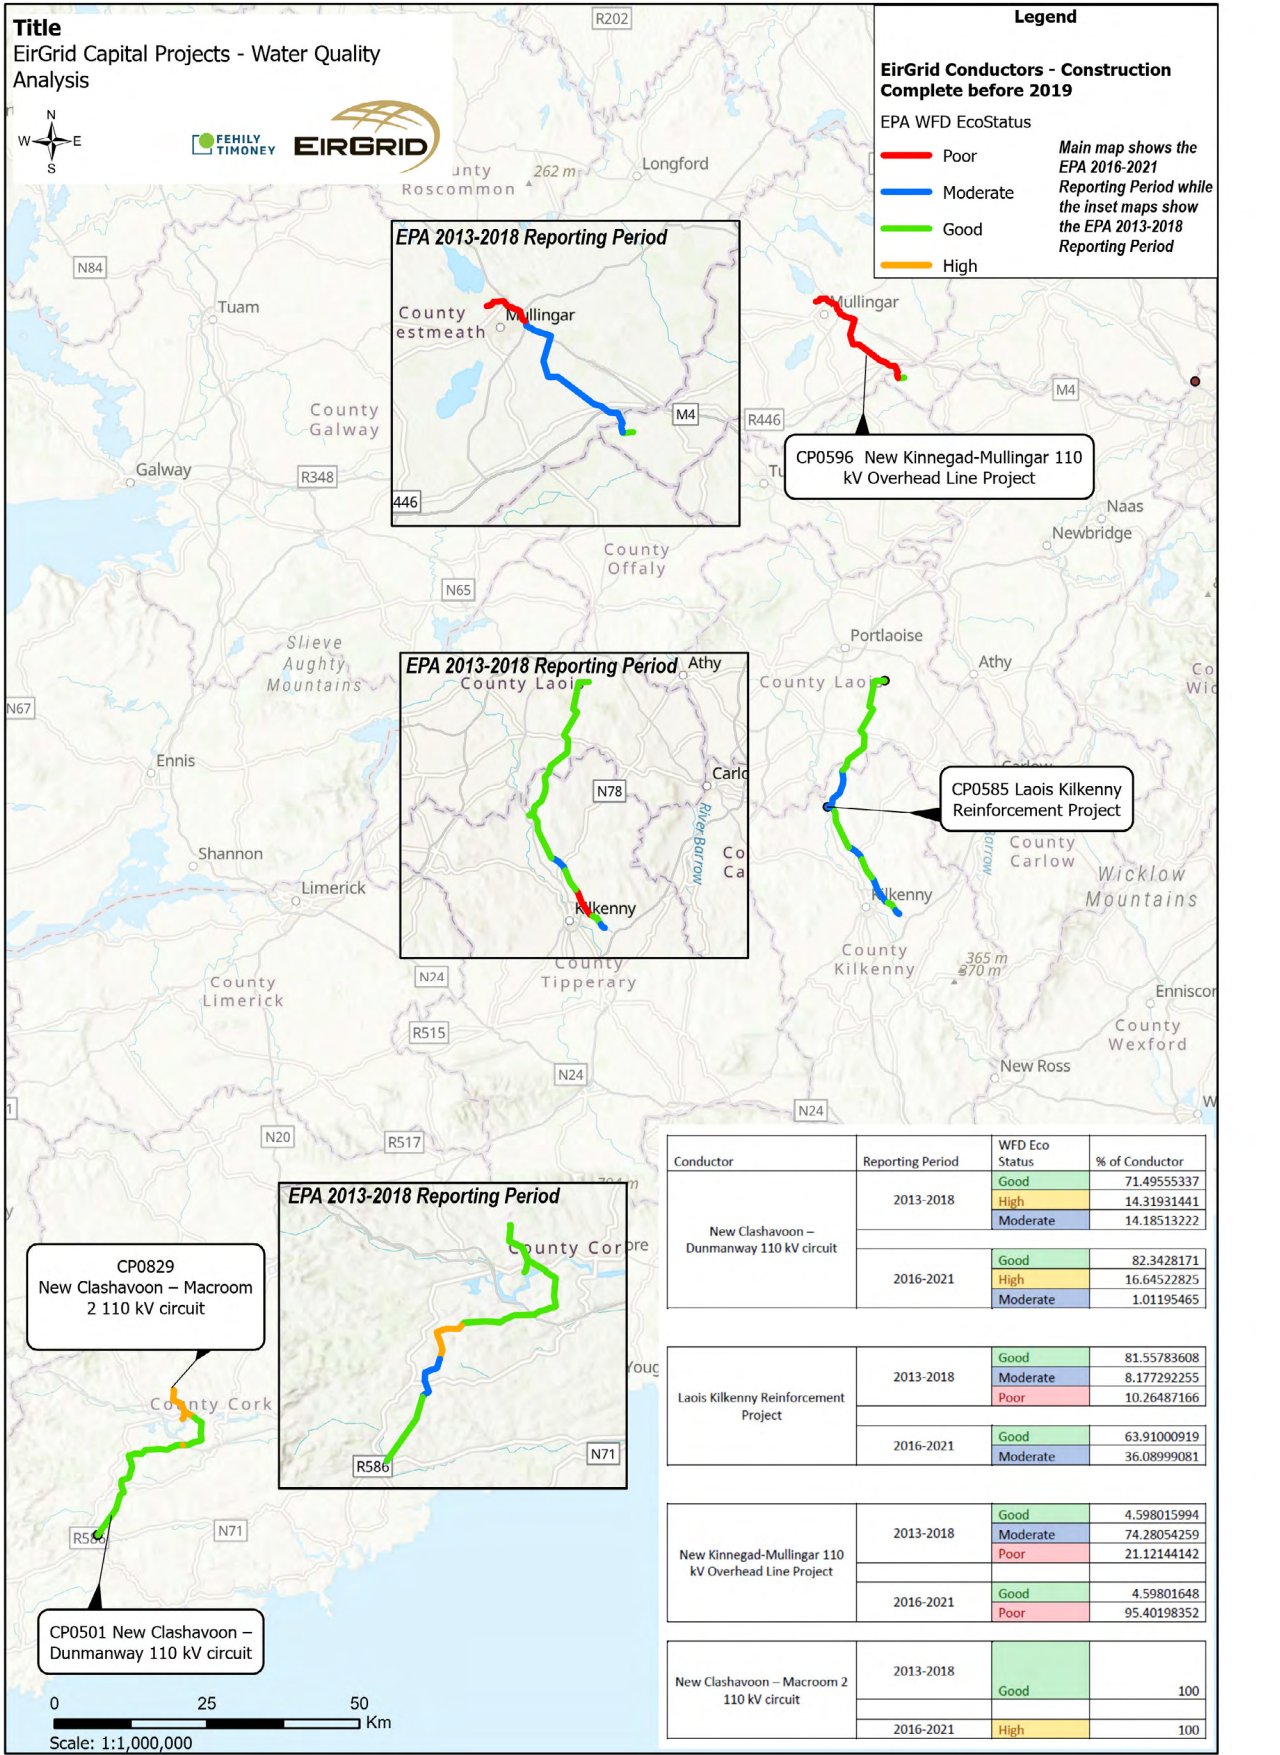 Title
EirGrid Capital Projects - Water Quality
Analysis
N
W
E
S
FEHILY
TIMONEY
EIRGRID
Legend
EirGrid Conductors - Construction
Complete before 2019
EPA WFD EcoStatus
Poor
Moderate
Good
High
Main map shows the
EPA 2016-2021
Reporting Period while
the inset maps show
the EPA 2013-2018
Reporting Period
R202
Longford
unty
Roscommon
262 m
N84
Tuam
County
Galway
Galway
R348
EPA 2013-2018 Reporting Period
County
estmeath
Mullingar
M4
446
Mullingar
M4
R446
Tu
CP0596 New Kinnegad-Mullingar 110
kV Overhead Line Project
Naas
Newbridge
County
Offaly
N65
Slieve
Aughty
Mountains
N67
Ennis
Portlaoise
Athy
Co
Wic
EPA 2013-2018 Reporting Period
Athy
County Laois
N78
Carlo
River Barrow
Co
Ca
Kilkenny
County Laois
Carlow
CP0585 Laois Kilkenny
Reinforcement Project
County
Carlow
Barrow
Wicklow
Mountains
Kilkenny
County
Kilkenny
365 m
370 m
Shannon
Limerick
County
Limerick
N24
County
Tipperary
R515
Enniscor
County
Wexford
New Ross
N24
N24
W
1
N20
R517
y
EPA 2013-2018 Reporting Period
County Cor
ore
R586
N71
Youg
CP0829
New Clashavoon – Macroom
2 110 kV circuit
County Cork
R586
N71
CP0501 New Clashavoon –
Dunmanway 110 kV circuit
0 25 50
Km
Scale: 1:1,000,000
Conductor Reporting Period WFD Eco Status % of Conductor
New Clashavoon – Dunmanway 110 kV circuit
2013-2018
Good 71.49555337
High 14.31931441
Moderate 14.18513222
2016-2021
Good 82.3428171
High 16.64522825
Moderate 1.01195465
Laois Kilkenny Reinforcement Project
2013-2018
Good 81.55783608
Moderate 8.177292255
Poor 10.26487166
2016-2021
Good 63.91000919
Moderate 36.08999081
New Kinnegad-Mullingar 110 kV Overhead Line Project
2013-2018
Good 4.598015994
Moderate 74.28054259
Poor 21.12144142
2016-2021
Good 4.59801648
Poor 95.40198352
New Clashavoon – Macroom 2 110 kV circuit
2013-2018
Good 100
2016-2021
High 100